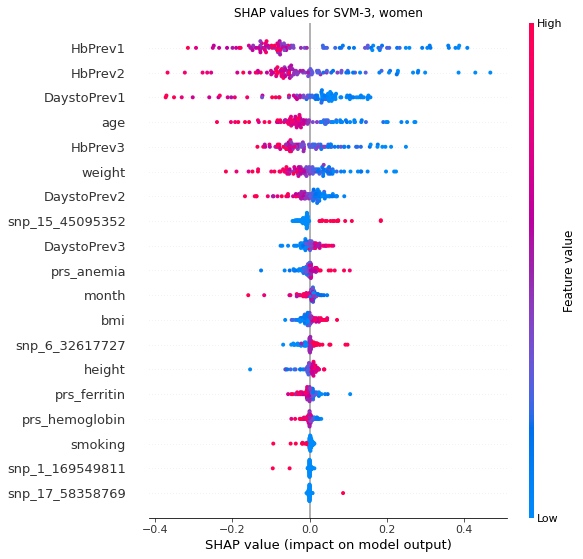 SHAP values for SVM-3, women
High
HbPrev1
HbPrev2
DaystoPrev1
age
HbPrev3
weight
DaystoPrev2
snp_15_45095352
DaystoPrev3
prs_anemia
month
bmi
snp_6_32617727
height
prs_ferritin
prs_hemoglobin
smoking
snp_1_169549811
snp_17_58358769
Feature value
Low
−0.4 −0.2 0.0 0.2 0.4
SHAP value (impact on model output)